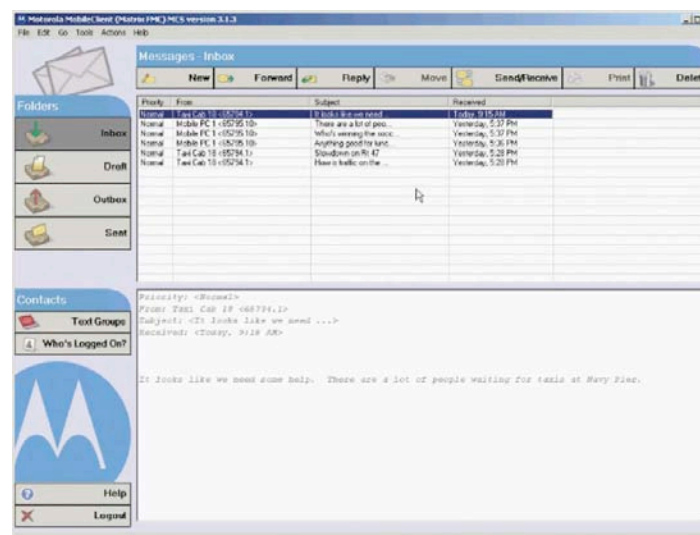 Motorola MobileClient (Matrix FMC) MCS version 3.1.3
File Edit Go Tools Actions Help
Messages - Inbox
New Forward Reply Move Send/Receive Print Delet
Folders
Priority From Subject Received
Normal Taxi Cab 18 It looks like we need ... Today, 9:15 AM
Normal Mobile PC 1 There are a lot of peo... Yesterday, 5:37 PM
Normal Mobile PC 1 Who's winning the socc... Yesterday, 5:37 PM
Normal Mobile PC 1 Anything good for lunc... Yesterday, 5:36 PM
Normal Taxi Cab 18 Slowdown on Rt 47 Yesterday, 5:28 PM
Normal Taxi Cab 18 How is traffic on the ... Yesterday, 5:28 PM
Inbox
Draft
Outbox
Sent
Contacts
Text Groups
Who's Logged On?
Help
Logout
Priority: <Normal>
From: Taxi Cab 18
Subject: <It looks like we need ...>
Received: <Today, AM>
It looks like we need some help. There are a lot of people waiting for taxis at Navy Pier.